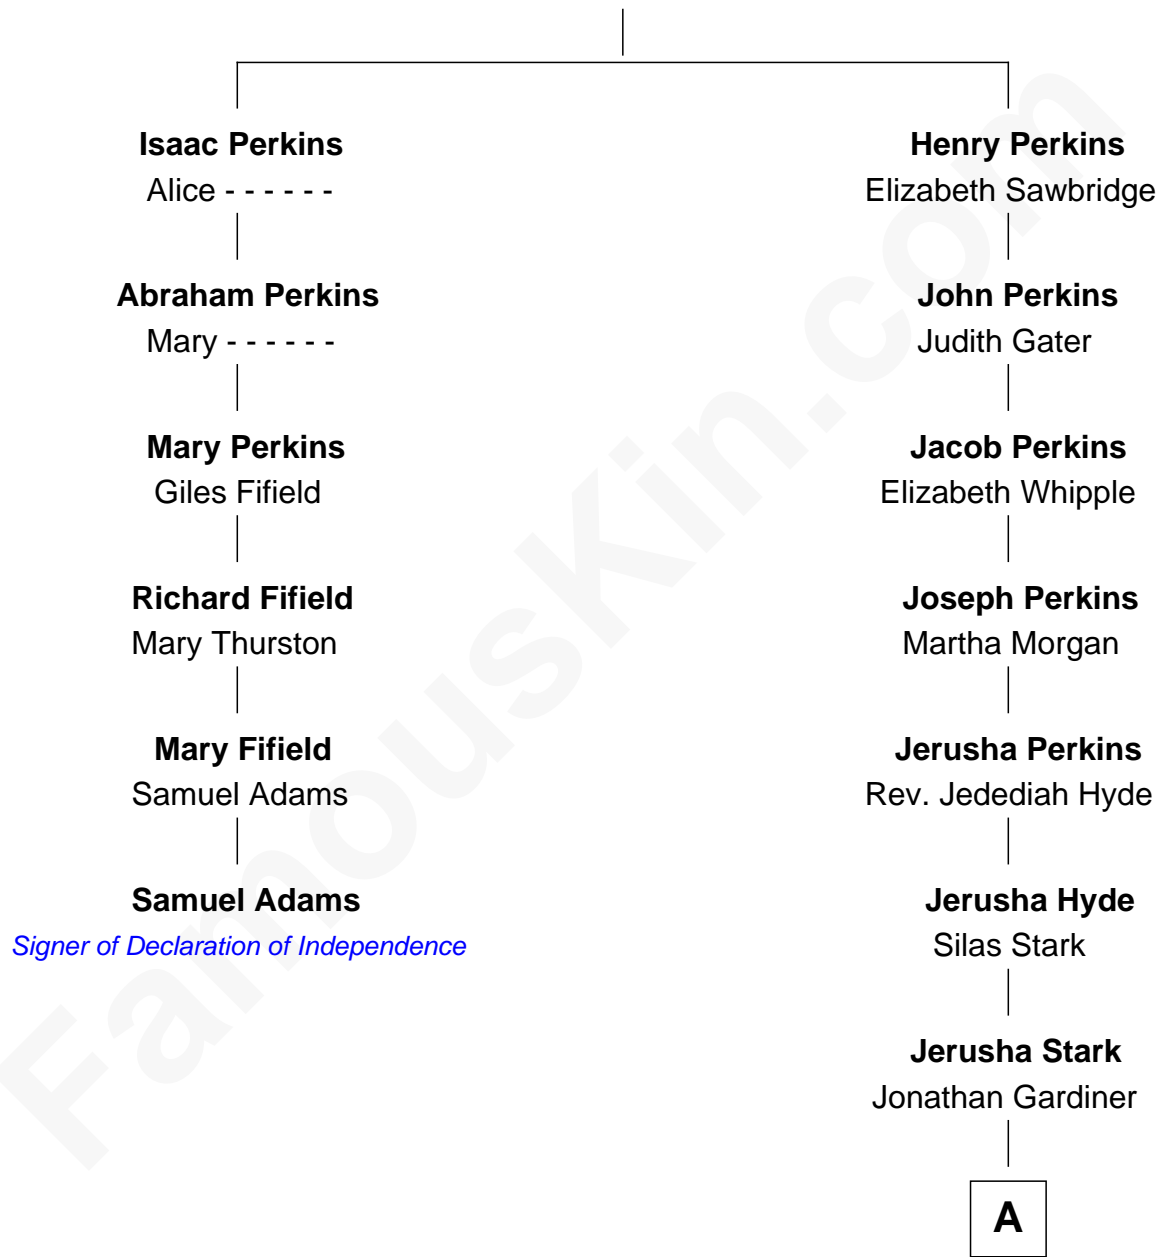 Isaac Perkins
Alice - - - - - -
Abraham Perkins
Mary - - - - - -
Mary Perkins
Giles Fifield
Richard Fifield
Mary Thurston
Mary Fifield
Samuel Adams
Samuel Adams
Signer of Declaration of Independence
Henry Perkins
Elizabeth Sawbridge
John Perkins
Judith Gater
Jacob Perkins
Elizabeth Whipple
Joseph Perkins
Martha Morgan
Jerusha Perkins
Rev. Jedediah Hyde
Jerusha Hyde
Silas Stark
Jerusha Stark
Jonathan Gardiner
A
FamousKin.com